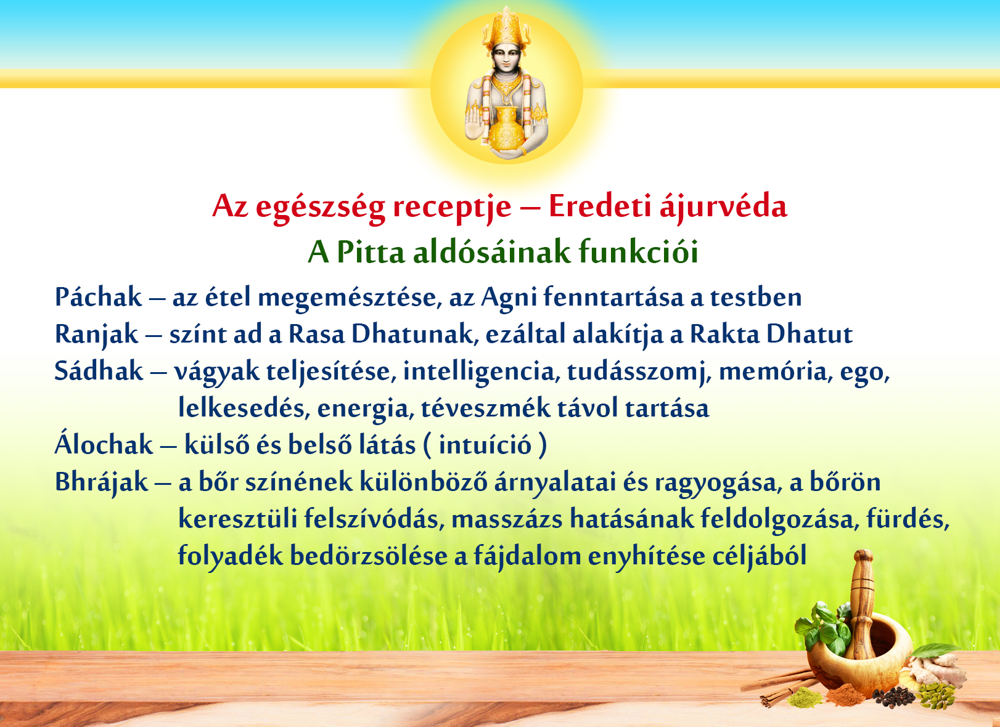 Az egészség receptje – Eredeti ájurvéda
A Pitta aldósáinak funkciói
Páchak – az étel megemésztése, az Agni fenntartása a testben
Ranjak – színt ad a Rasa Dhatunak, ezáltal alakítja a Rakta Dhatut
Sádhak – vágyak teljesítése, intelligencia, tudásszomj, memória, ego,
lelkesedés, energia, téveszmék távol tartása
Álochak – külső és belső látás ( intuíció )
Bhrájak – a bőr színének különböző árnyalatai és ragyogása, a bőrön
keresztüli felszívódás, masszázs hatásának feldolgozása, fürdés,
folyadék bedörzsölése a fájdalom enyhítése céljából